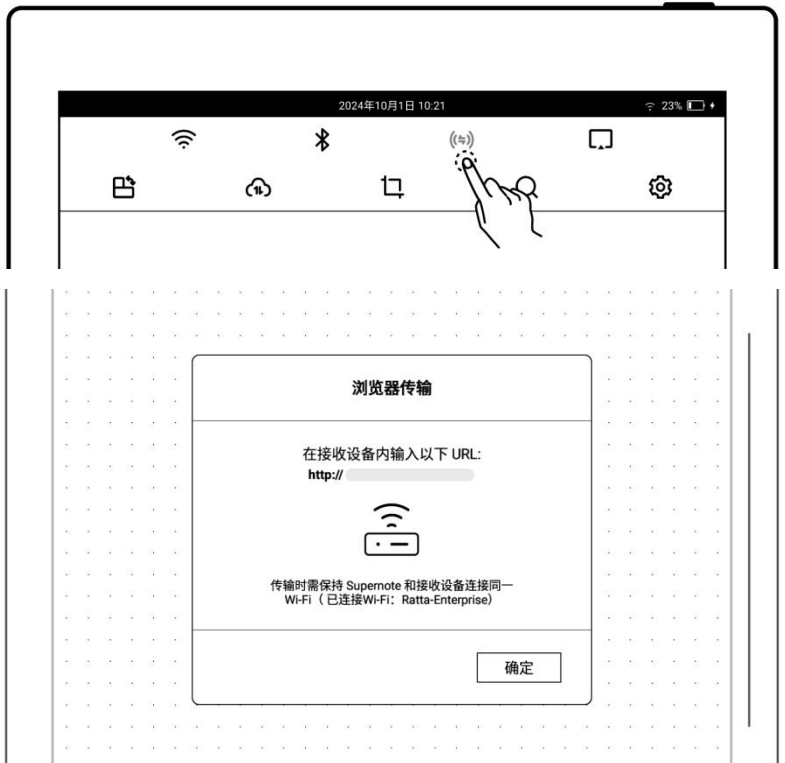 2024年10月1日 10:21
23%
浏览器传输
在接收设备内输入以下 URL:
http://
传输时需保持 Supernote 和接收设备连接同一
Wi-Fi（已连接Wi-Fi：Ratta-Enterprise）
确定